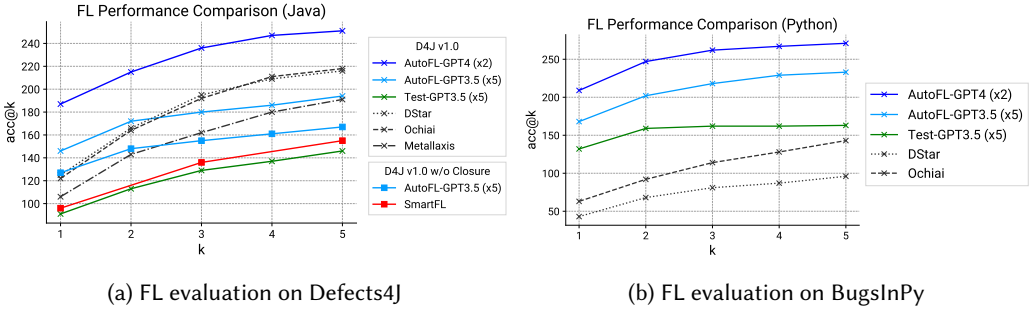 FL Performance Comparison (Java)
acc@k
240
220
200
180
160
140
120
100
1 2 3 4 5
k
D4J v1.0
AutoFL-GPT4 (x2)
AutoFL-GPT3.5 (x5)
Test-GPT3.5 (x5)
DStar
Ochiai
Metallaxis
D4J v1.0 w/o Closure
AutoFL-GPT3.5 (x5)
SmartFL
(a) FL evaluation on Defects4J
FL Performance Comparison (Python)
acc@k
250
200
150
100
50
1 2 3 4 5
k
AutoFL-GPT4 (x2)
AutoFL-GPT3.5 (x5)
Test-GPT3.5 (x5)
DStar
Ochiai
(b) FL evaluation on BugsInPy